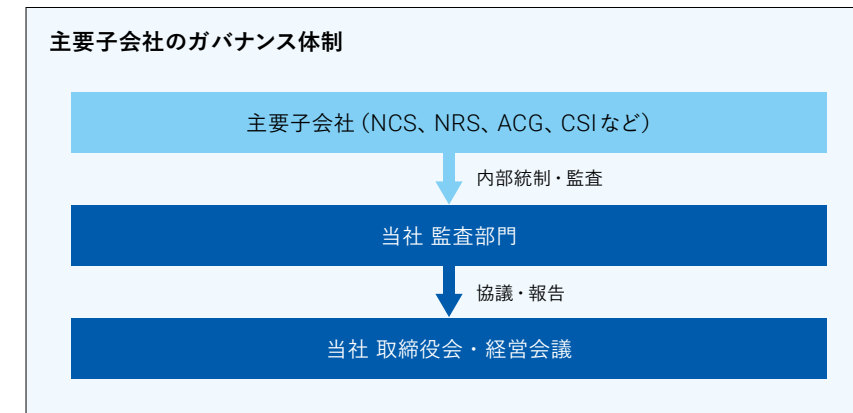 主要子会社のガバナンス体制
主要子会社（NCS、NRS、ACG、CSIなど）
内部統制・監査
当社 監査部門
協議・報告
当社 取締役会・経営会議